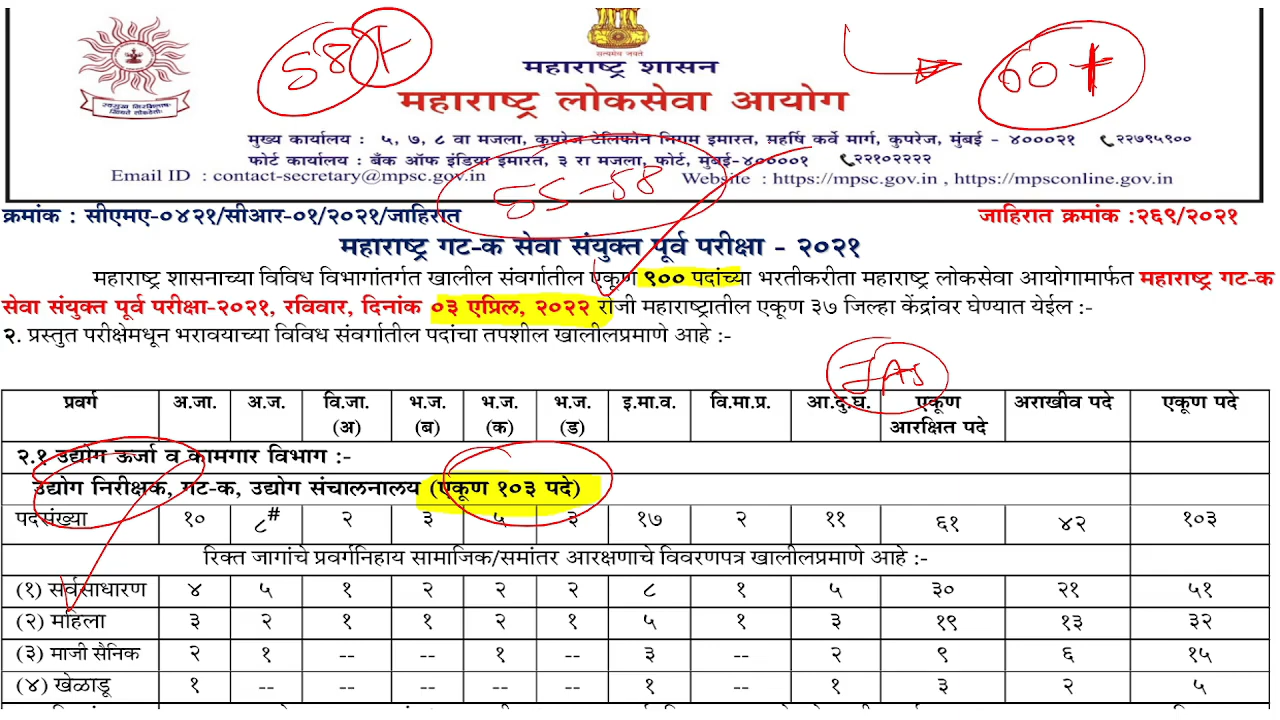 58+
60+
सत्यमेव जयते
महाराष्ट्र शासन
महाराष्ट्र लोकसेवा आयोग
मुख्य कार्यालय : ५, ७, ८ वा मजला, कुपरेज टेलिफोन निगम इमारत, महर्षि कर्वे मार्ग, कुपरेज, मुंबई - ४०००२१ २२७९५९००
फोर्ट कार्यालय : बँक ऑफ इंडिया इमारत, ३ रा मजला, फोर्ट, मुंबई-४००००१ २२१०२२२२
Email ID : contact-secretary@mpsc.gov.in Website : https://mpsc.gov.in , https://mpsconline.gov.in
55-58
क्रमांक : सीएमए-०४२१/सीआर-०१/२०२१/जाहिरात जाहिरात क्रमांक :२६९/२०२१
महाराष्ट्र गट-क सेवा संयुक्त पूर्व परीक्षा - २०२१
महाराष्ट्र शासनाच्या विविध विभागांतर्गत खालील संवर्गातील एकूण ९०० पदांच्या भरतीकरीता महाराष्ट्र लोकसेवा आयोगामार्फत महाराष्ट्र गट-क
सेवा संयुक्त पूर्व परीक्षा-२०२१, रविवार, दिनांक ०३ एप्रिल, २०२२ रोजी महाराष्ट्रातील एकूण ३७ जिल्हा केंद्रांवर घेण्यात येईल :-
२. प्रस्तुत परीक्षेमधून भरावयाच्या विविध संवर्गातील पदांचा तपशील खालीलप्रमाणे आहे :-
प्रवर्ग अ.जा. अ.ज. वि.जा. (अ) भ.ज. (ब) भ.ज. (क) भ.ज. (ड) इ.मा.व. वि.मा.प्र. आ.दु.घ. एकूण आरक्षित पदे अराखीव पदे एकूण पदे
२.१ उद्योग ऊर्जा व कामगार विभाग :-
उद्योग निरीक्षक, गट-क, उद्योग संचालनालय (एकूण १०३ पदे)
पदसंख्या १० ८# २ ३ ५ ३ १७ २ ११ ६१ ४२ १०३
रिक्त जागांचे प्रवर्गनिहाय सामाजिक/समांतर आरक्षणाचे विवरणपत्र खालीलप्रमाणे आहे :-
(१) सर्वसाधारण ४ ५ १ २ २ २ ८ १ ५ ३० २१ ५१
(२) महिला ३ २ १ १ २ १ ५ १ ३ १९ १३ ३२
(३) माजी सैनिक २ १ -- -- १ -- ३ -- २ ९ ६ १५
(४) खेळाडू १ -- -- -- -- -- १ -- १ ३ २ ५